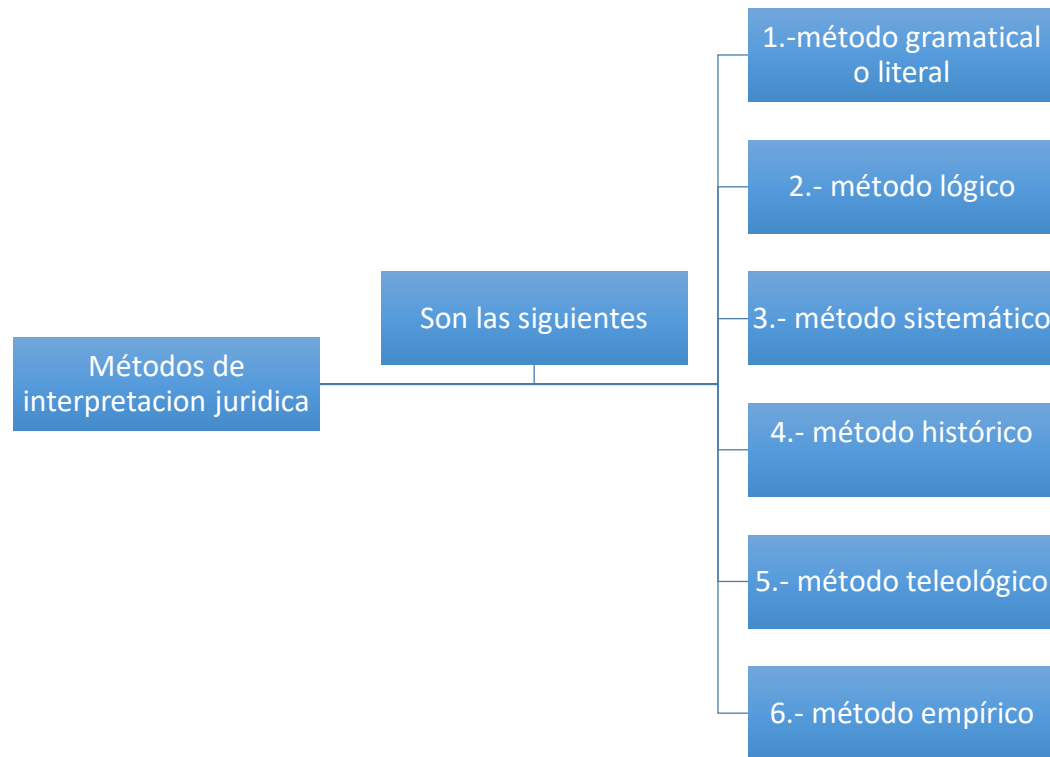 Métodos de
interpretacion juridica
Son las siguientes
1.-método gramatical
o literal
2.- método lógico
3.- método sistemático
4.- método histórico
5.- método teleológico
6.- método empírico